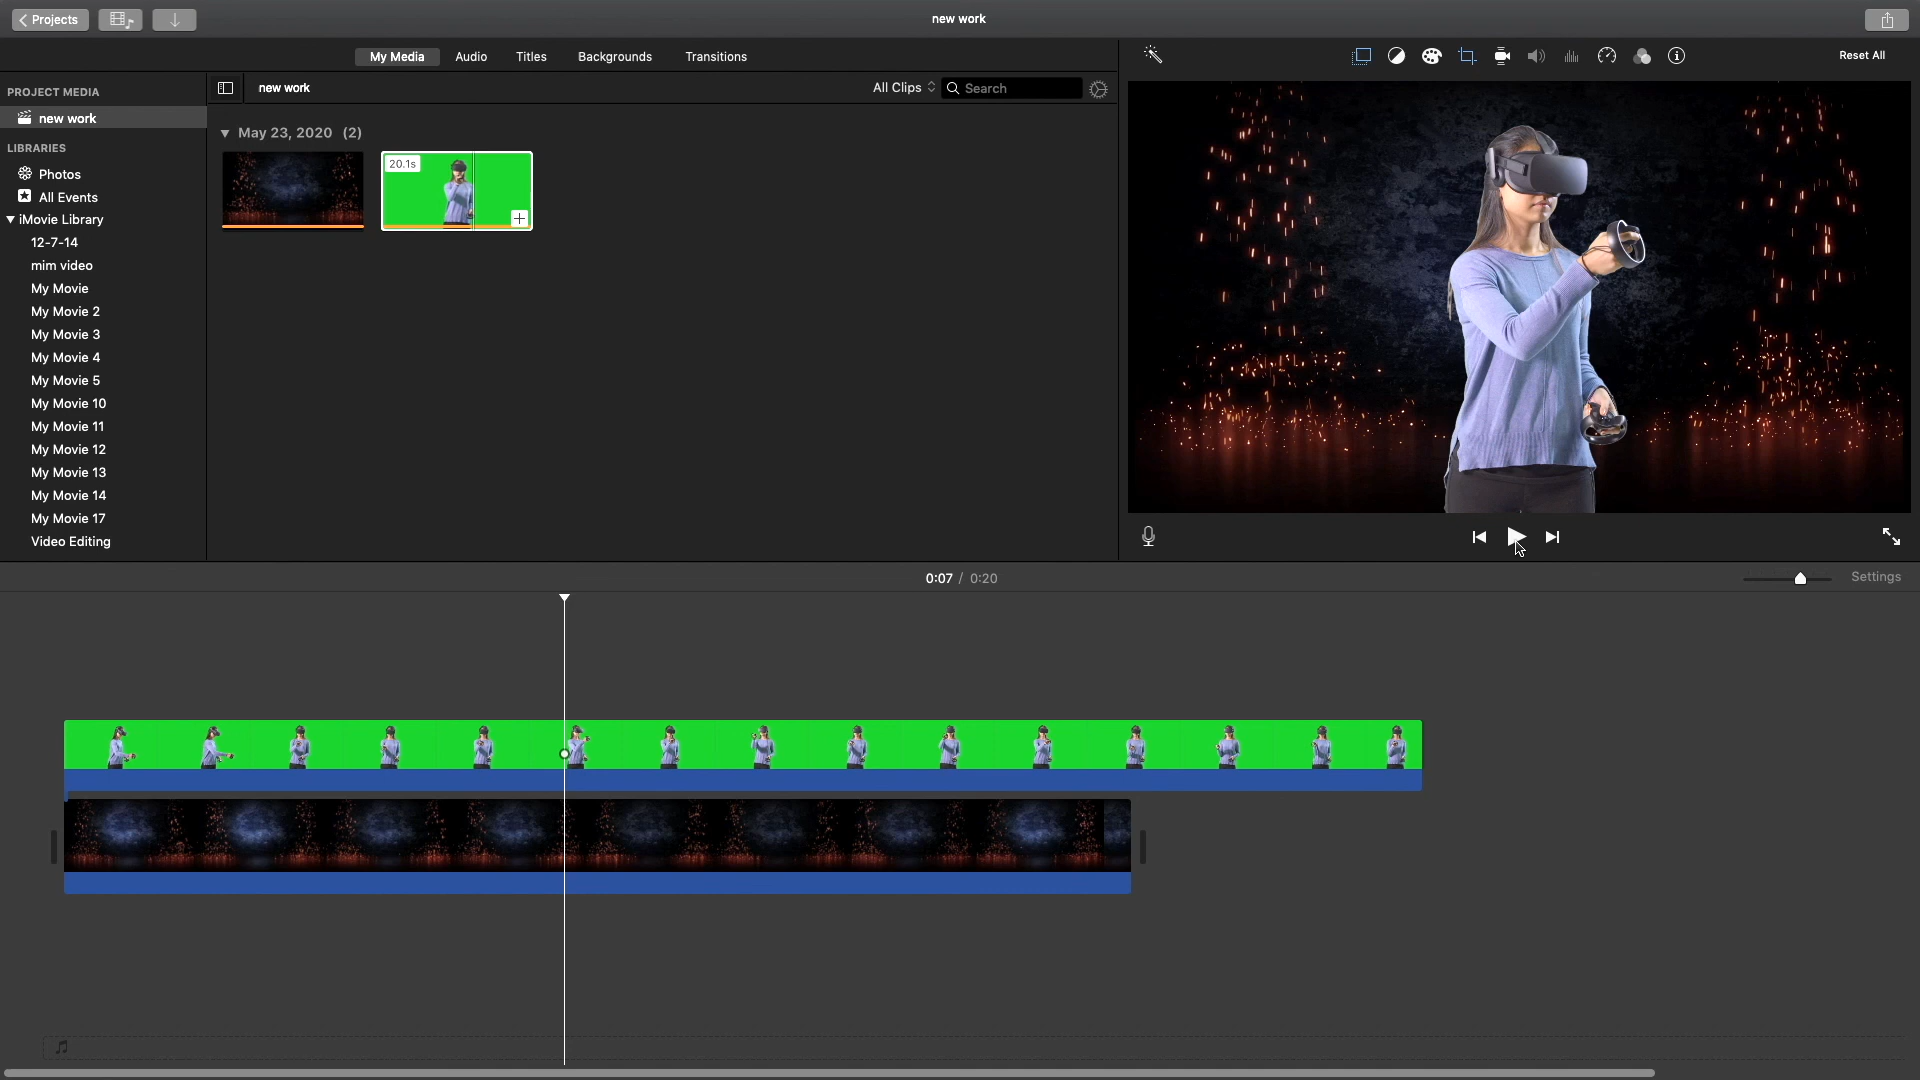 Projects
new work
My Media Audio Titles Backgrounds Transitions
Reset All
PROJECT MEDIA
new work
LIBRARIES
Photos
All Events
iMovie Library
12-7-14
mim video
My Movie
My Movie 2
My Movie 3
My Movie 4
My Movie 5
My Movie 10
My Movie 11
My Movie 12
My Movie 13
My Movie 14
My Movie 17
Video Editing
new work
All Clips
Search
May 23, 2020 (2)
20.1s
0:07 / 0:20
Settings